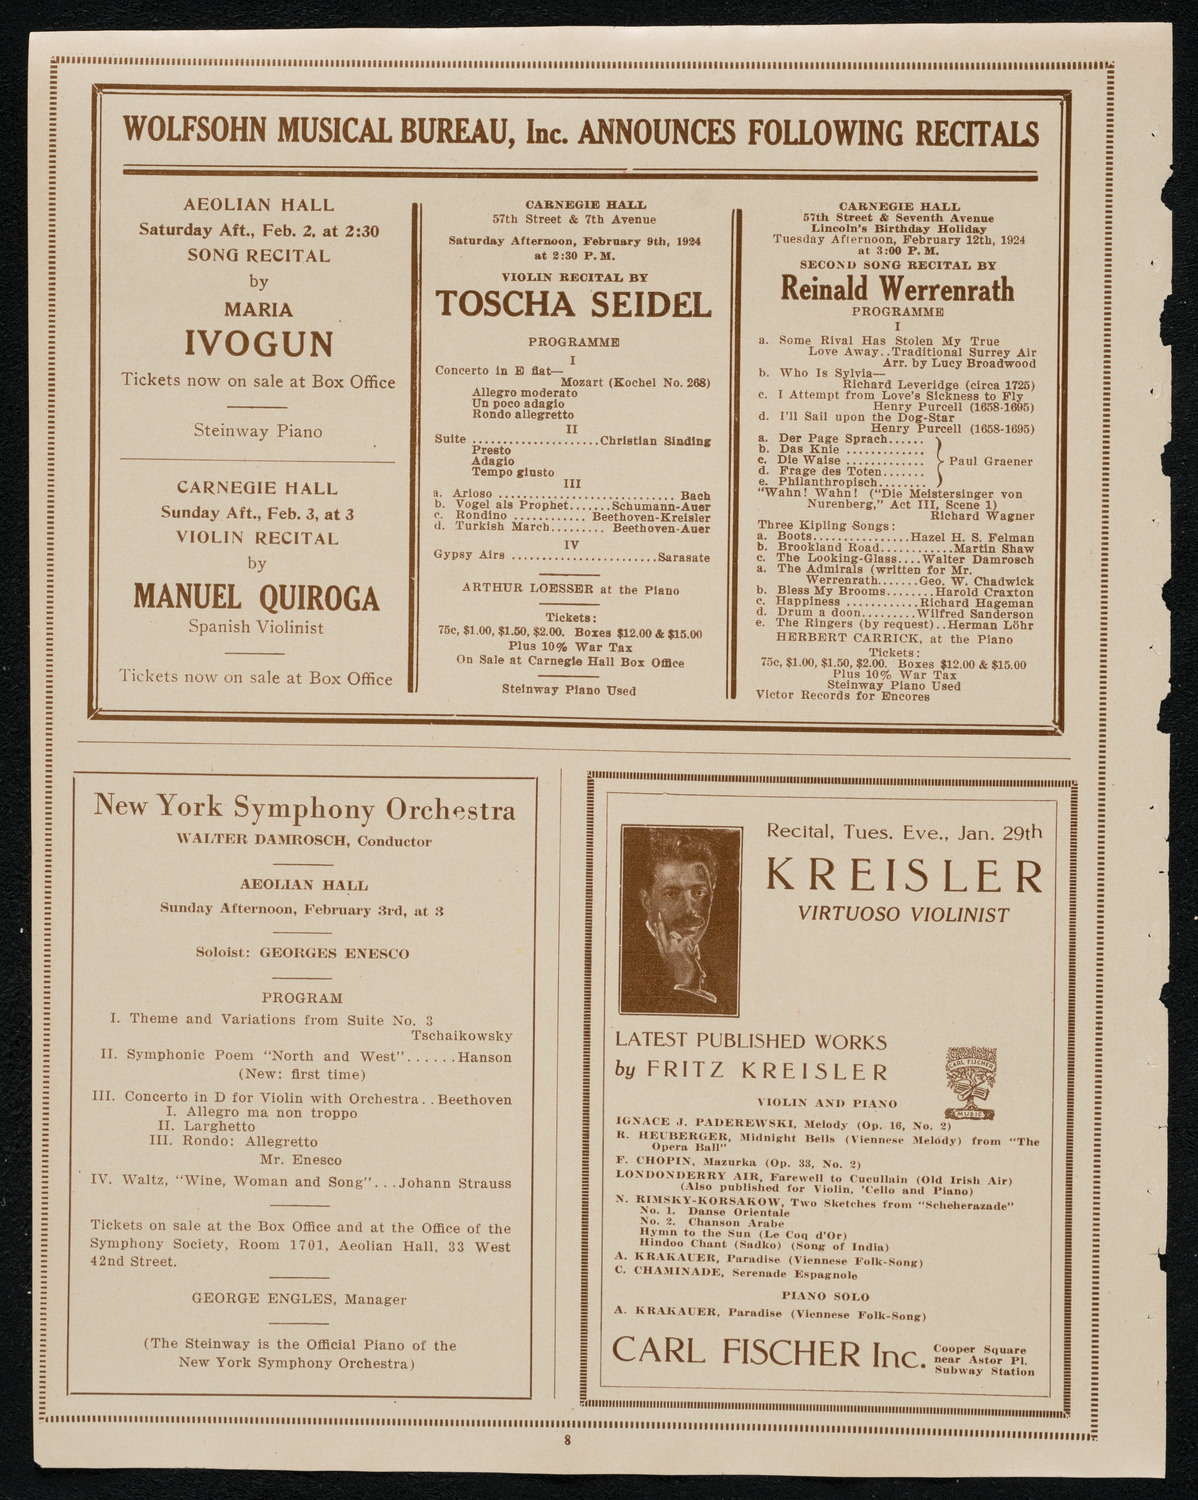 WOLFSOHN MUSICAL BUREAU, Inc. ANNOUNCES FOLLOWING RECITALS
AEOLIAN HALL
Saturday Aft., Feb. 2, at 2:30
SONG RECITAL
by
MARIA
IVOGUN
Tickets now on sale at Box Office
Steinway Piano
CARNEGIE HALL
Sunday Aft., Feb. 3, at 3
VIOLIN RECITAL
by
MANUEL QUIROGA
Spanish Violinist
Tickets now on sale at Box Office
CARNEGIE HALL
57th Street & 7th Avenue
Saturday Afternoon, February 9th, 1924
at 2:30 P. M.
VIOLIN RECITAL BY
TOSCHA SEIDEL
PROGRAMME
I
Concerto in E flat—
Mozart (Kochel No. 268)
Allegro moderato
Un poco adagio
Rondo allegretto
II
Suite ....................Christian Sinding
Presto
Adagio
Tempo giusto
III
a. Arioso ............................ Bach
b. Vogel als Prophet.......Schumann-Auer
c. Rondino ............ Beethoven-Kreisler
d. Turkish March.......... Beethoven-Auer
IV
Gypsy Airs .......................Sarasate
ARTHUR LOESSER at the Piano
Tickets:
75c, $1.00, $1.50, $2.00. Boxes $12.00 & $15.00
Plus 10% War Tax
On Sale at Carnegie Hall Box Office
Steinway Piano Used
CARNEGIE HALL
57th Street & Seventh Avenue
Lincoln's Birthday Holiday
Tuesday Afternoon, February 12th, 1924
at 3:00 P. M.
SECOND SONG RECITAL BY
Reinald Werrenrath
PROGRAMME
I
a. Some Rival Has Stolen My True
Love Away..Traditional Surrey Air
Arr. by Lucy Broadwood
b. Who Is Sylvia—
Richard Leveridge (circa 1725)
c. I Attempt from Love's Sickness to Fly
Henry Purcell (1658-1695)
d. I'll Sail upon the Dog-Star
Henry Purcell (1658-1695)
a. Der Page Sprach......
b. Das Knie ............
c. Die Waise ............
d. Frage des Toten.......
e. Philanthropisch........
Paul Graener
"Wahn! Wahn! ("Die Meistersinger von
Nurenberg," Act III, Scene 1)
Richard Wagner
Three Kipling Songs:
a. Boots...............Hazel H. S. Felman
b. Brookland Road...........Martin Shaw
c. The Looking-Glass....Walter Damrosch
a. The Admirals (written for Mr.
Werrenrath.......Geo. W. Chadwick
b. Bless My Brooms........Harold Craxton
c. Happiness ............Richard Hageman
d. Drum a doon.........Wilfred Sanderson
e. The Ringers (by request)..Herman Löhr
HERBERT CARRICK, at the Piano
Tickets:
75c, $1.00, $1.50, $2.00. Boxes $12.00 & $15.00
Plus 10% War Tax
Steinway Piano Used
Victor Records for Encores
New York Symphony Orchestra
WALTER DAMROSCH, Conductor
AEOLIAN HALL
Sunday Afternoon, February 3rd, at 3
Soloist: GEORGES ENESCO
PROGRAM
I. Theme and Variations from Suite No. 3
Tschaikowsky
II. Symphonic Poem "North and West"......Hanson
(New: first time)
III. Concerto in D for Violin with Orchestra..Beethoven
I. Allegro ma non troppo
II. Larghetto
III. Rondo: Allegretto
Mr. Enesco
IV. Waltz, "Wine, Woman and Song"...Johann Strauss
Tickets on sale at the Box Office and at the Office of the
Symphony Society, Room 1701, Aeolian Hall, 33 West
42nd Street.
GEORGE ENGLES, Manager
(The Steinway is the Official Piano of the
New York Symphony Orchestra)
Recital, Tues. Eve., Jan. 29th
KREISLER
VIRTUOSO VIOLINIST
LATEST PUBLISHED WORKS
by FRITZ KREISLER
CARL FISCHER
MUSIC
VIOLIN AND PIANO
IGNACE J. PADEREWSKI, Melody (Op. 16, No. 2)
R. HEUBERGER, Midnight Bells (Viennese Melody) from "The
Opera Ball"
F. CHOPIN, Mazurka (Op. 33, No. 2)
LONDONDERRY AIR, Farewell to Cucullain (Old Irish Air)
(Also published for Violin, 'Cello and Piano)
N. RIMSKY-KORSAKOW, Two Sketches from "Scheherazade"
No. 1. Danse Orientale
No. 2. Chanson Arabe
Hymn to the Sun (Le Coq d'Or)
Hindoo Chant (Sadko) (Song of India)
A. KRAKAUER, Paradise (Viennese Folk-Song)
C. CHAMINADE, Serenade Espagnole
PIANO SOLO
A. KRAKAUER, Paradise (Viennese Folk-Song)
CARL FISCHER Inc.
Cooper Square
near Astor Pl.
Subway Station
8